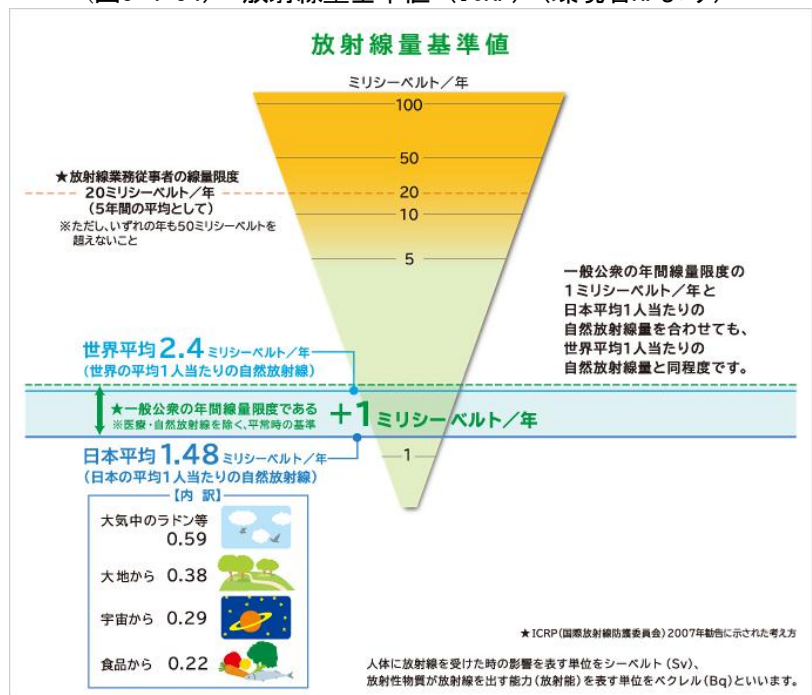 放射線量基準値
ミリシーベルト/年
100
50
★放射線業務従事者の線量限度
20ミリシーベルト/年
(5年間の平均として)
※ただし、いずれの年も50ミリシーベルトを
超えないこと
20
10
5
一般公衆の年間線量限度の
1ミリシーベルト/年と
日本平均1人当たりの
自然放射線量を合わせても、
世界平均1人当たりの
自然放射線量と同程度です。
世界平均2.4ミリシーベルト/年
(世界の平均1人当たりの自然放射線)
★一般公衆の年間線量限度である
※医療・自然放射線を除く、平常時の基準
+1ミリシーベルト/年
日本平均1.48ミリシーベルト/年
(日本の平均1人当たりの自然放射線)
1
【内 訳】
大気中のラドン等
0.59
大地から 0.38
宇宙から 0.29
食品から 0.22
★ICRP(国際放射線防護委員会)2007年勧告に示された考え方
人体に放射線を受けた時の影響を表す単位をシーベルト(Sv)、
放射性物質が放射線を出す能力(放射能)を表す単位をベクレル(Bq)といいます。